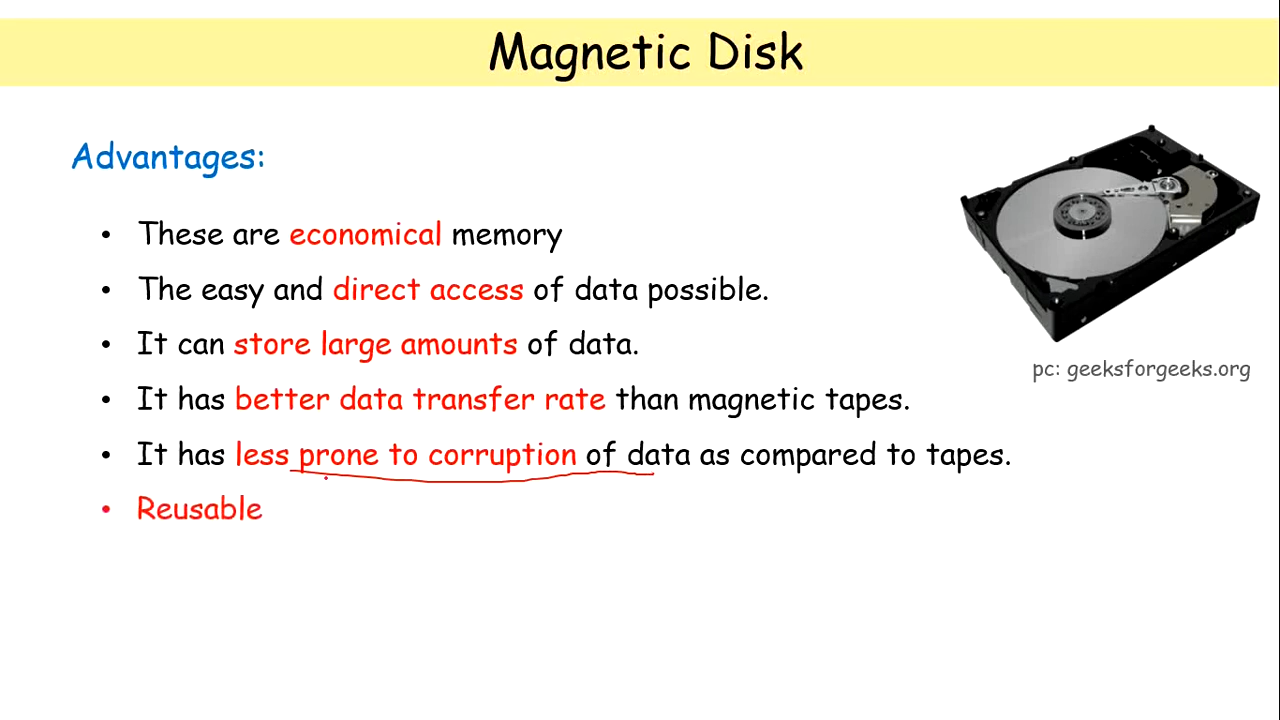 Magnetic Disk
Advantages:
• These are economical memory
• The easy and direct access of data possible.
• It can store large amounts of data.
pc: geeksforgeeks.org
• It has better data transfer rate than magnetic tapes.
• It has less prone to corruption of data as compared to tapes.
• Reusable